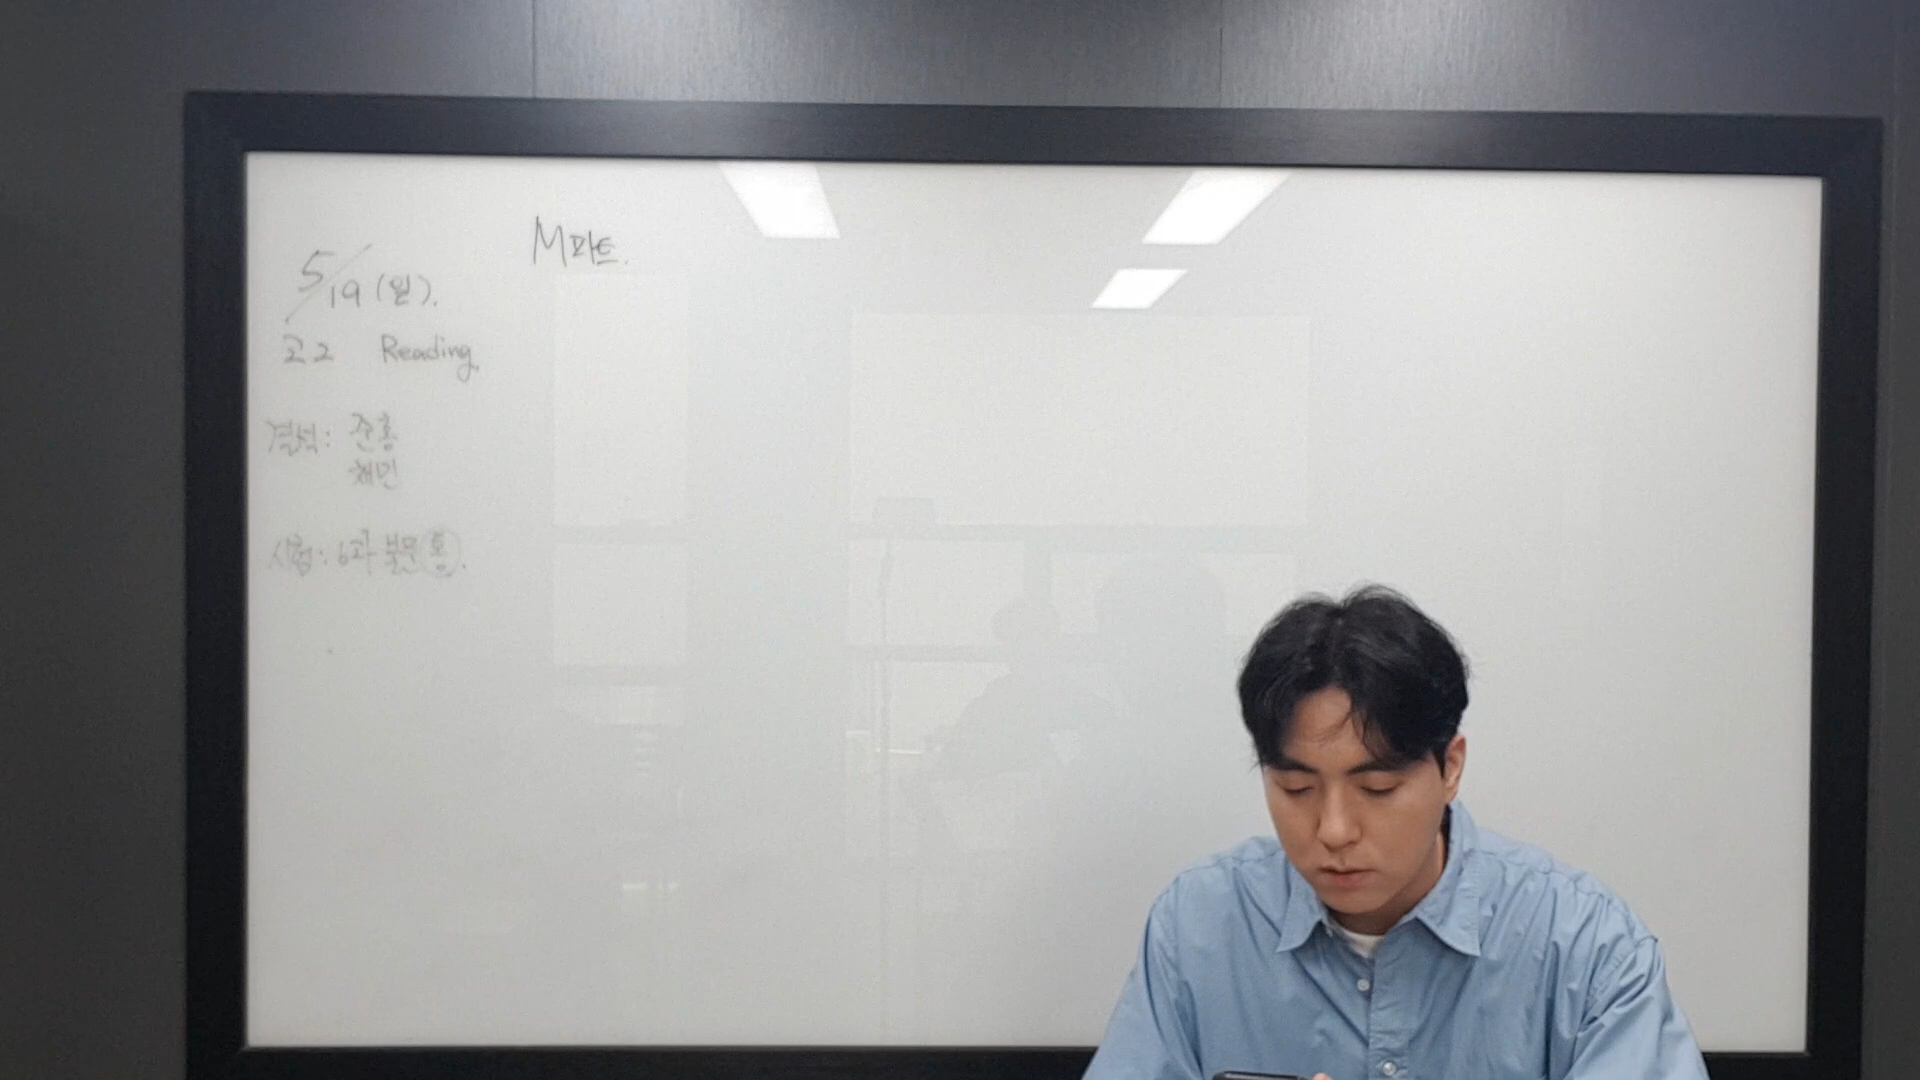 5/19 (일).
고2 Reading.
결석: 준홍
채민
시험: 6과 본문 (홍).
M파트.